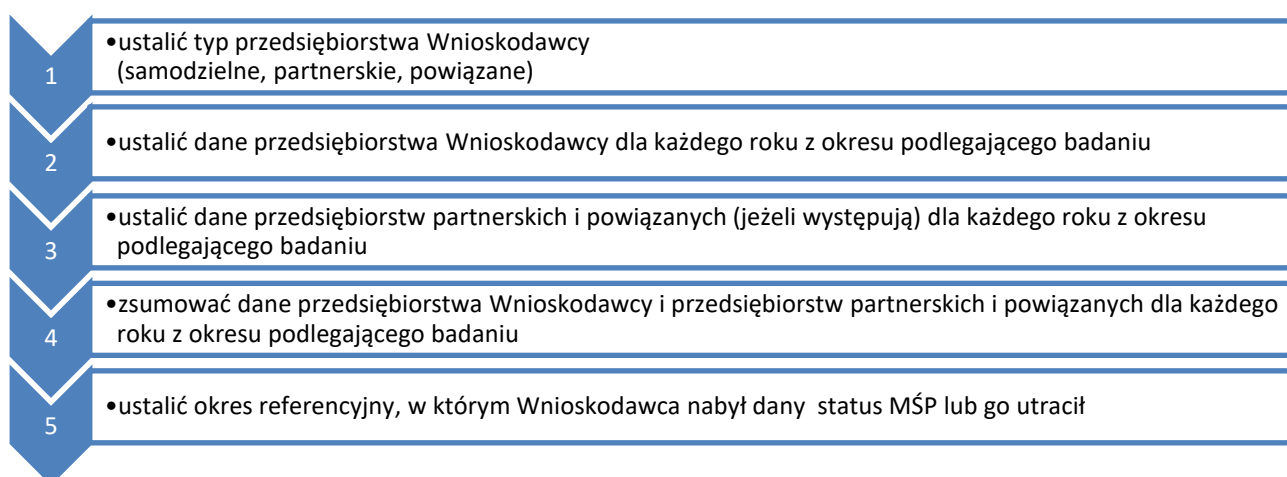 1
•ustalić typ przedsiębiorstwa Wnioskodawcy
(samodzielne, partnerskie, powiązane)
2
•ustalić dane przedsiębiorstwa Wnioskodawcy dla każdego roku z okresu podlegającego badaniu
3
•ustalić dane przedsiębiorstw partnerskich i powiązanych (jeżeli występują) dla każdego roku z okresu
podlegającego badaniu
4
•zsumować dane przedsiębiorstwa Wnioskodawcy i przedsiębiorstw partnerskich i powiązanych dla każdego
roku z okresu podlegającego badaniu
5
•ustalić okres referencyjny, w którym Wnioskodawca nabył dany  status MŚP lub go utracił